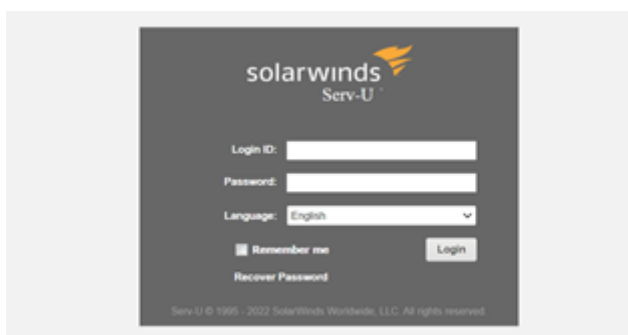 solarwinds
Serv-U
Login ID:
Password:
Language: English
Remember me Login
Recover Password
Serv-U © 1995 - 2022 SolarWinds Worldwide, LLC. All rights reserved.